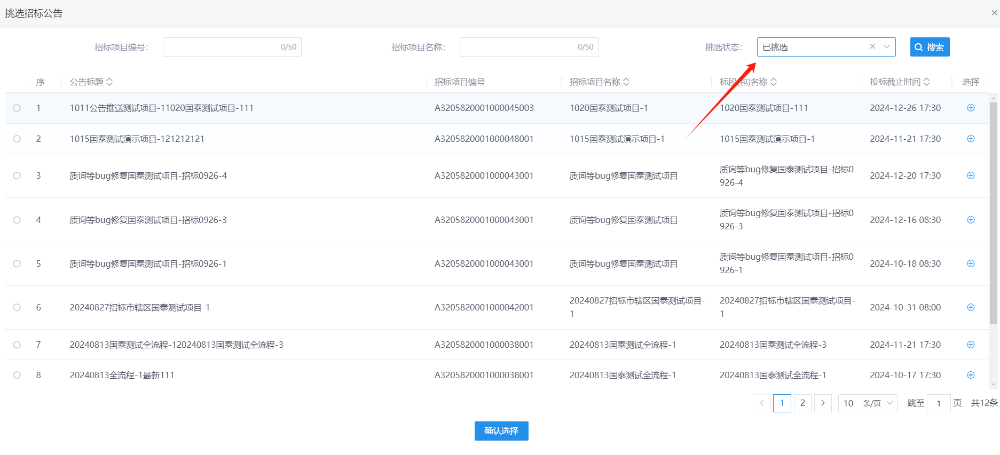 挑选招标公告
招标项目编号： 0/50 招标项目名称： 0/50 挑选状态： 已挑选 搜索
序 公告标题 招标项目编号 招标项目名称 标段(包)名称 投标截止时间 选择
1 1011公告推送测试项目-11020国泰测试项目-111 A3205820001000045003 1020国泰测试项目-1 1020国泰测试项目-111 2024-12-26 17:30
2 1015国泰测试演示项目-121212121 A3205820001000048001 1015国泰测试演示项目-1 1015国泰测试演示项目-1 2024-11-21 17:30
3 质询等bug修复国泰测试项目-招标0926-4 A3205820001000043001 质询等bug修复国泰测试项目 质询等bug修复国泰测试项目-招标0
926-4 2024-12-20 17:30
4 质询等bug修复国泰测试项目-招标0926-3 A3205820001000043001 质询等bug修复国泰测试项目 质询等bug修复国泰测试项目-招标0
926-3 2024-12-16 08:30
5 质询等bug修复国泰测试项目-招标0926-1 A3205820001000043001 质询等bug修复国泰测试项目 质询等bug修复国泰测试项目-招标0
926-1 2024-10-18 08:30
6 20240827招标市辖区国泰测试项目-1 A3205820001000042001 20240827招标市辖区国泰测试项目-
1 20240827招标市辖区国泰测试项目-
1 2024-10-31 08:00
7 20240813国泰测试全流程-120240813国泰测试全流程-3 A3205820001000038001 20240813国泰测试全流程-1 20240813国泰测试全流程-3 2024-11-21 17:30
8 20240813全流程-1最新111 A3205820001000038001 20240813国泰测试全流程-1 20240813国泰测试全流程-1 2024-10-17 17:30
1 2 10 条/页 跳至 1 页 共12条
确认选择